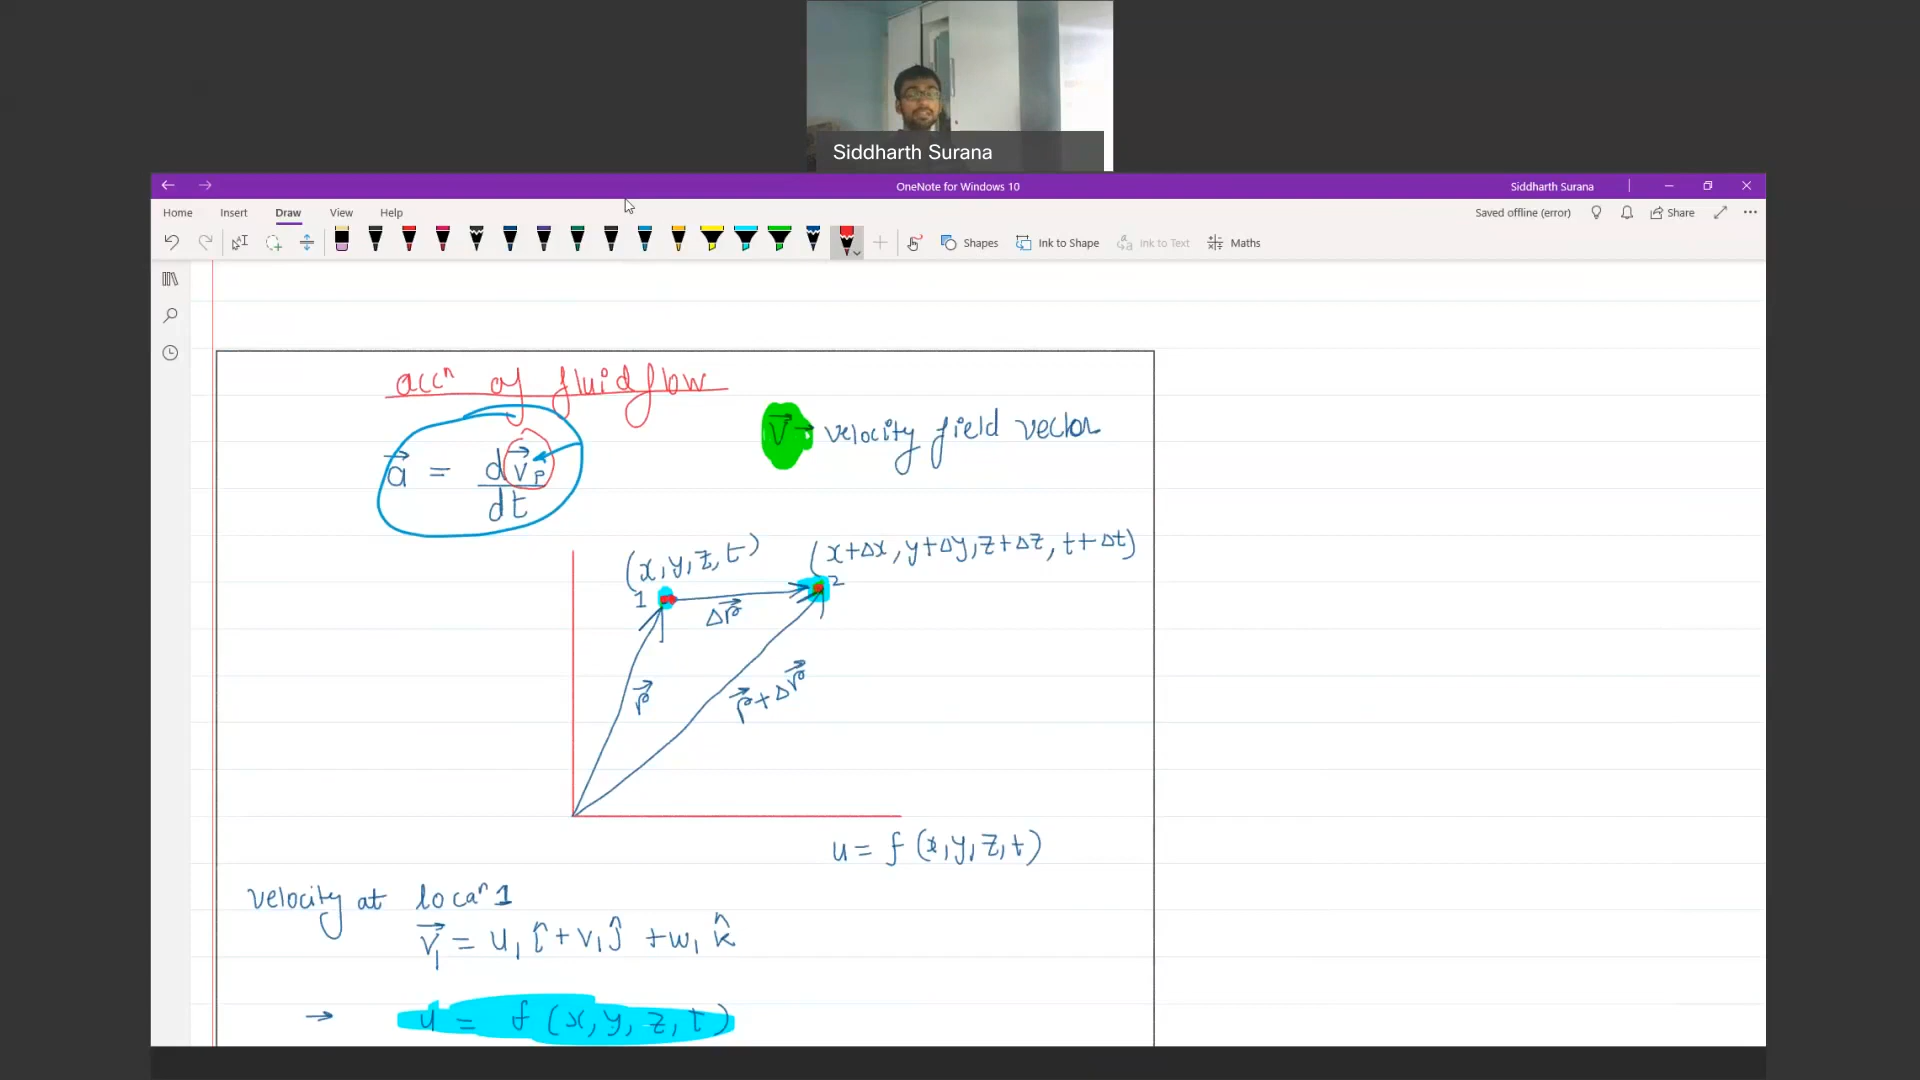 Siddharth Surana
OneNote for Windows 10
Siddharth Surana
Home Insert Draw View Help
Saved offline (error)
Share
Shapes Ink to Shape Ink to Text Maths
accⁿ of fluid flow
V⃗ → velocity field vector
a⃗ = dV⃗p/dt
(x,y,z,t)
(x+Δx, y+Δy, z+Δz, t+Δt)
1
2
Δr⃗
r⃗
r⃗+Δr⃗
u = f (x,y,z,t)
velocity at locaⁿ 1
V⃗₁ = u₁ î + v₁ ĵ + w₁ k̂
→ u = f (x, y, z, t)